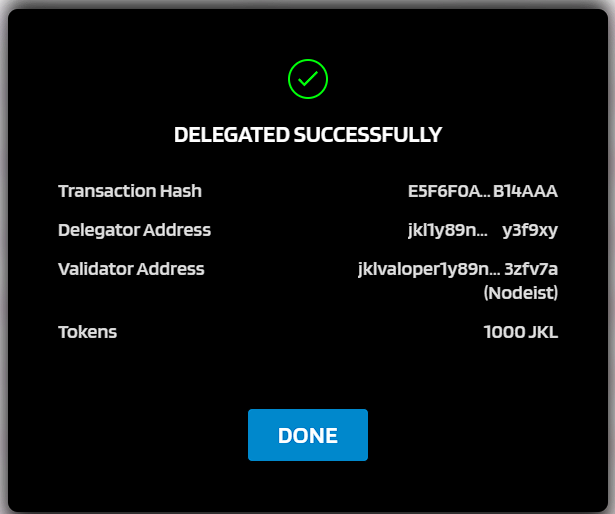 DELEGATED SUCCESSFULLY
Transaction Hash E5F6F0A... B14AAA
Delegator Address jkl1y89n... y3f9xy
Validator Address jklvaloper1y89n... 3zfv7a
(Nodeist)
Tokens 1000 JKL
DONE